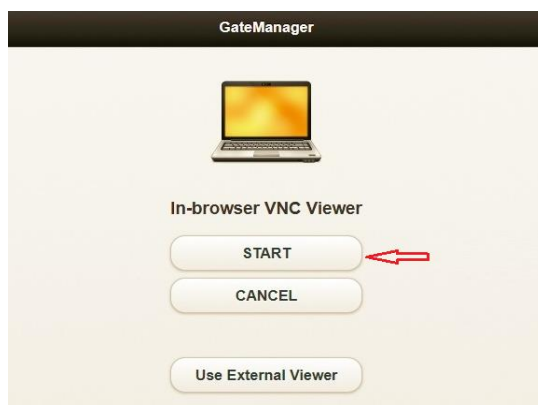 GateManager
In-browser VNC Viewer
START
CANCEL
Use External Viewer